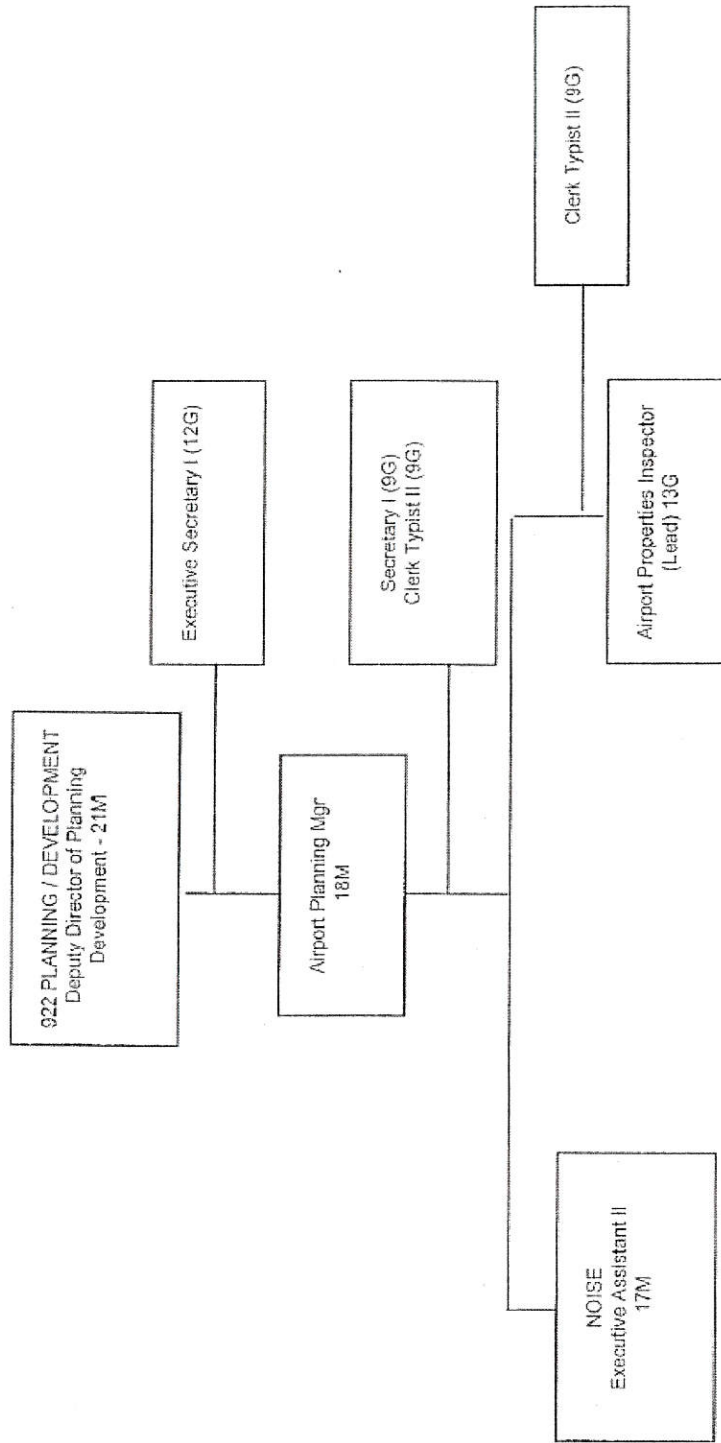 922 PLANNING / DEVELOPMENT
Deputy Director of Planning
Development - 21M
Executive Secretary I (12G)
Airport Planning Mgr
18M
Secretary I (9G)
Clerk Typist II (9G)
NOISE
Executive Assistant II
17M
Airport Properties Inspector
(Lead) 13G
Clerk Typist II (9G)